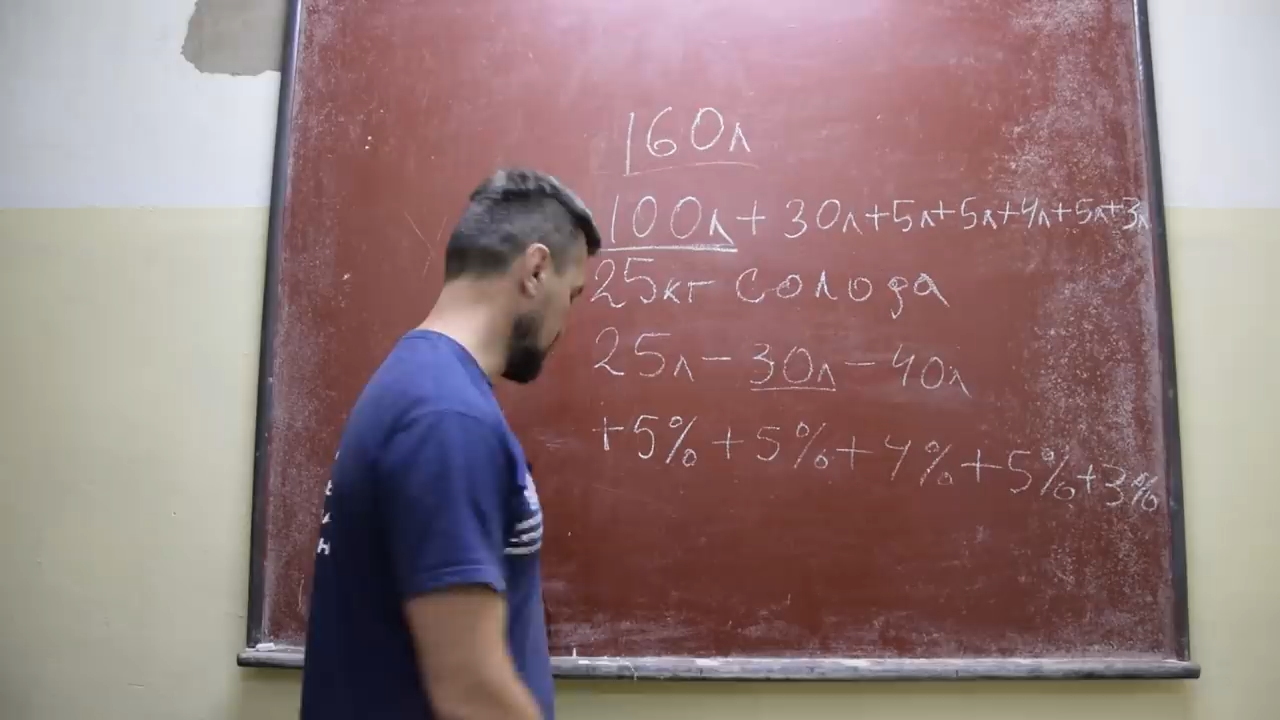 160л
100л + 30л+5л+5л+4л+5л+3л
25кг солода
25л – 30л – 40л
+5% +5%+4%+5%+3%